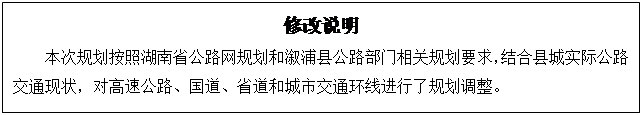 修改说明
本次规划按照湖南省公路网规划和溆浦县公路部门相关规划要求，结合县城实际公路
交通现状，对高速公路、国道、省道和城市交通环线进行了规划调整。